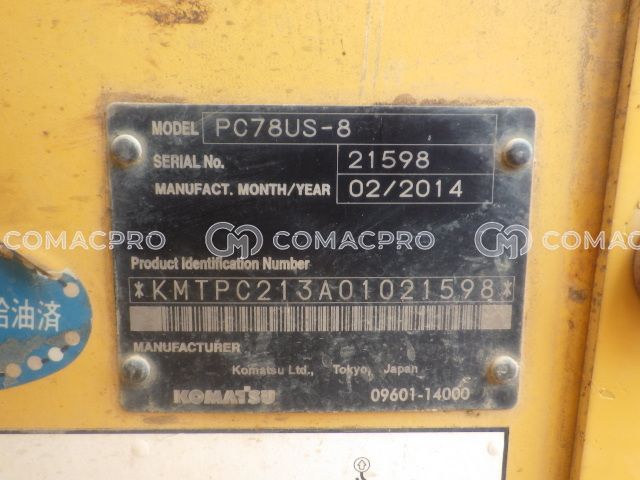 MODEL PC78US-8
SERIAL No. 21598
MANUFACT. MONTH/YEAR 02/2014
COMACPRO COMACPRO COMACPRO
Product Identification Number
*KMTPC213A01021598*
MANUFACTURER
Komatsu Ltd., Tokyo, Japan
KOMATSU 09601-14000
給油済